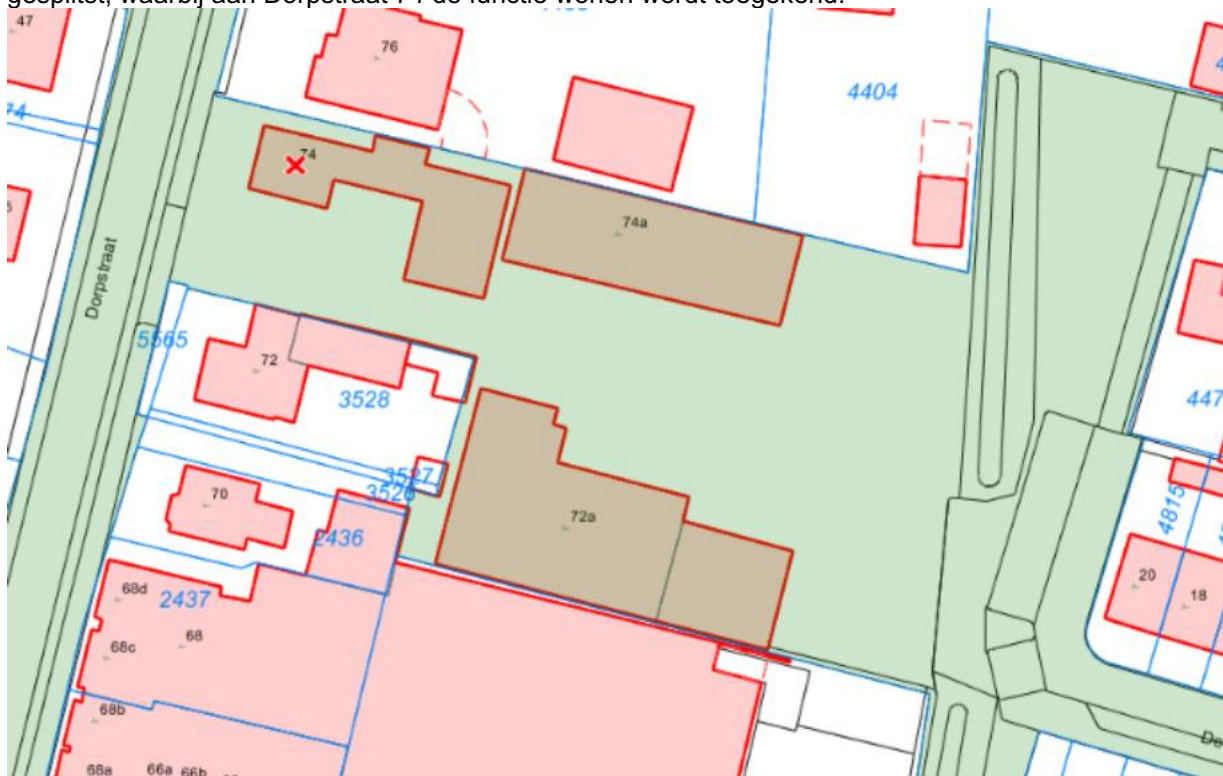 gesplitst, waarbij aan Dorpstraat 74 de functie wonen wordt toegekend.
47
76
4404
74
74a
Dorpstraat
5565
72
3528
447
3527
3526
72a
70
2436
4815
20
18
68d
2437
68
68c
68b
68a
66a
66b
De